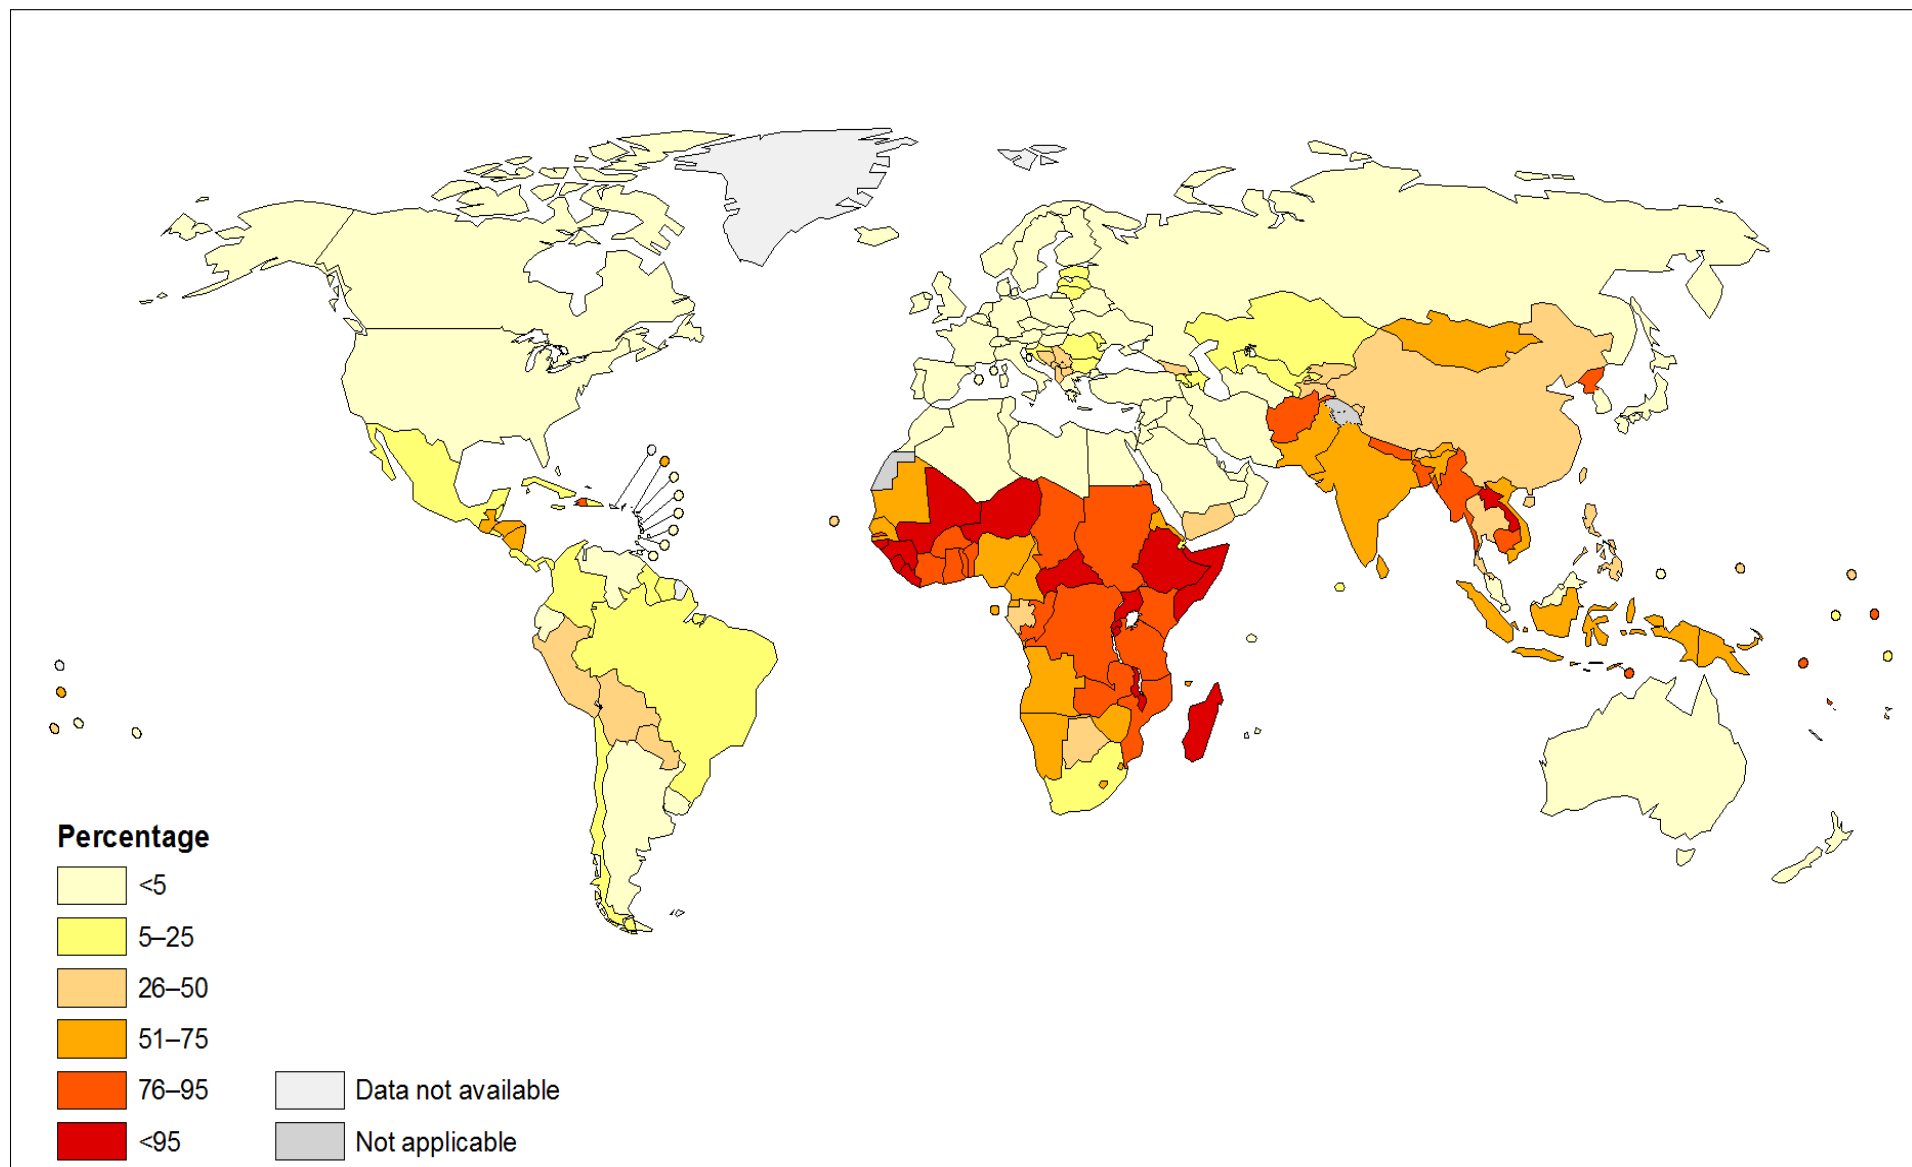 Percentage
<5
5–25
26–50
51–75
76–95
<95
Data not available
Not applicable